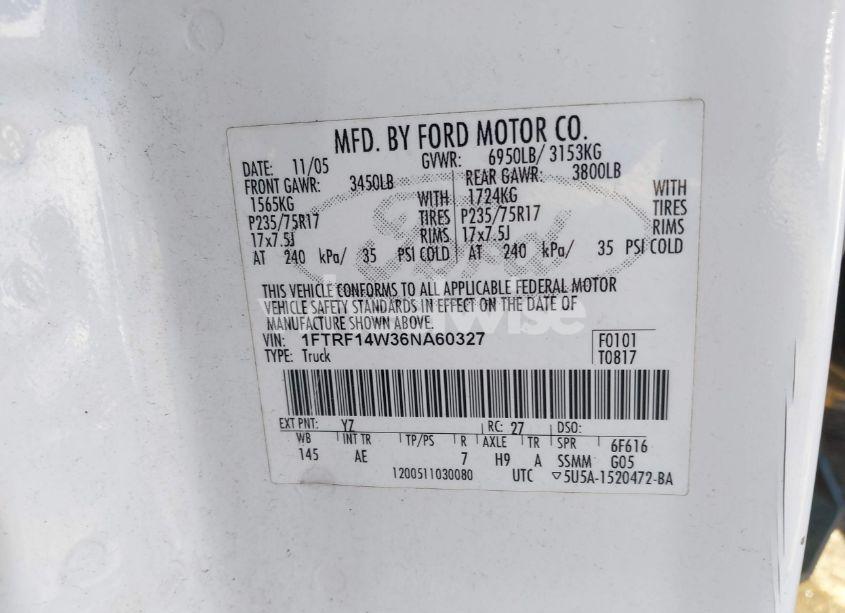 MFD. BY FORD MOTOR CO.
DATE: 11/05 GVWR: 6950LB/ 3153KG
FRONT GAWR: 3450LB REAR GAWR: 3800LB
1565KG WITH 1724KG WITH
P235/75R17 TIRES P235/75R17 TIRES
17x7.5J RIMS 17x7.5J RIMS
AT 240 kPa/ 35 PSI COLD AT 240 kPa/ 35 PSI COLD
Ford
THIS VEHICLE CONFORMS TO ALL APPLICABLE FEDERAL MOTOR
VEHICLE SAFETY STANDARDS IN EFFECT ON THE DATE OF
MANUFACTURE SHOWN ABOVE.
VIN: 1FTRF14W36NA60327 F0101
TYPE: Truck T0817
EXT PNT: YZ RC: 27 DSO:
WB INT TR TP/PS R AXLE TR SPR 6F616
145 AE 7 H9 A SSMM G05
1200511030080 UTC ▽5U5A-1520472-BA